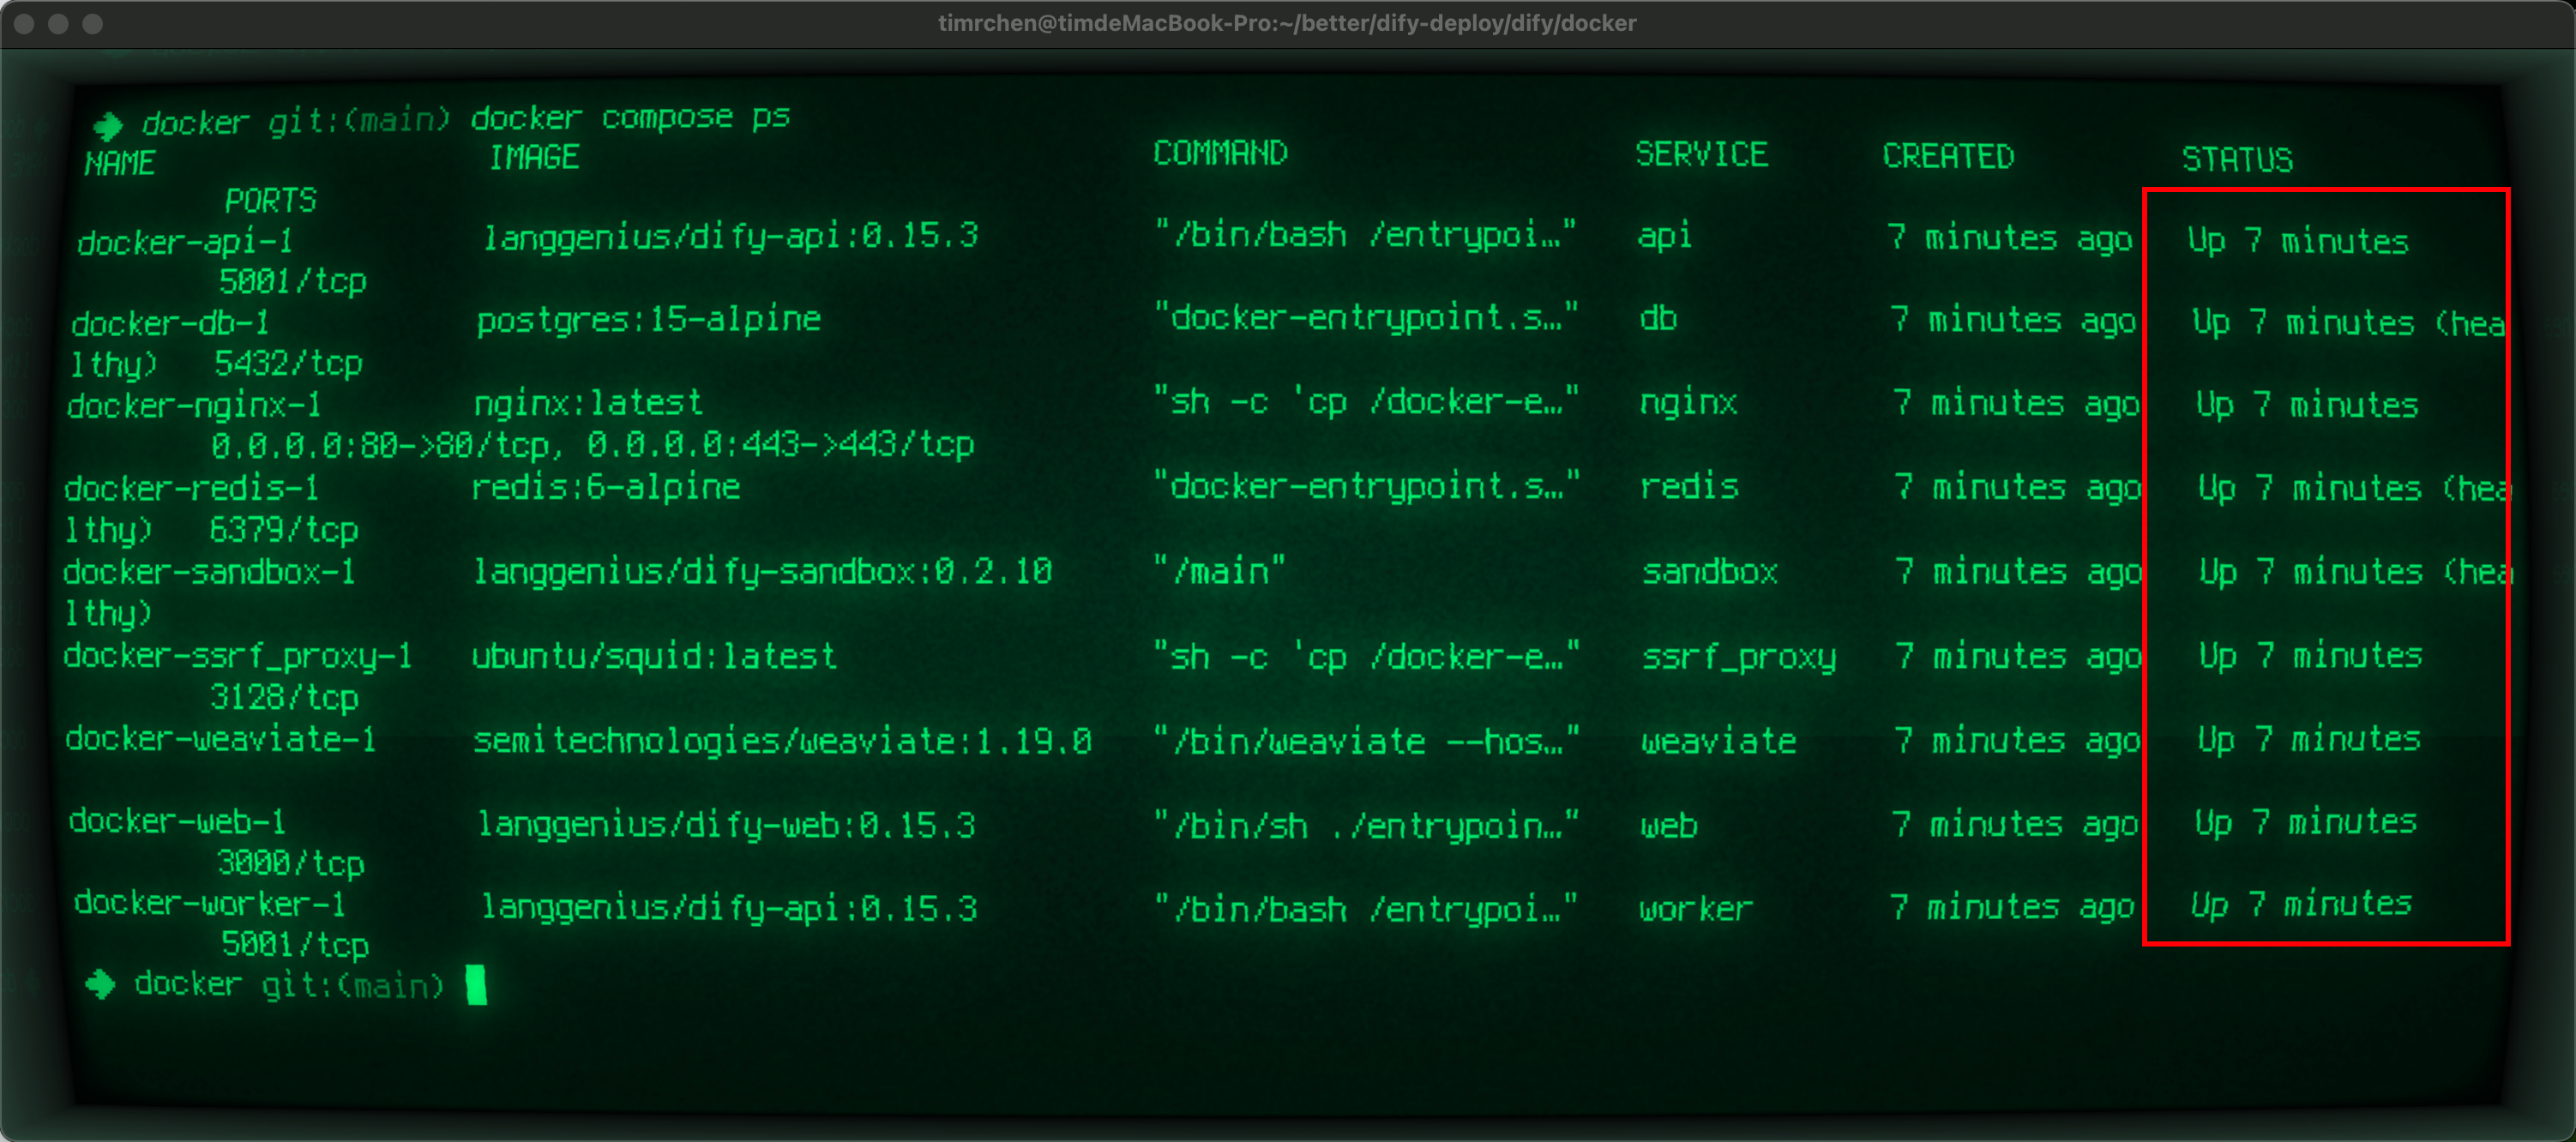 timrchen@timdeMacBook-Pro:~/better/dify-deploy/dify/docker
docker git:(main) docker compose ps
NAME IMAGE COMMAND SERVICE CREATED STATUS
PORTS
docker-api-1 langgenius/dify-api:0.15.3 "/bin/bash /entrypoi…" api 7 minutes ago Up 7 minutes
5001/tcp
docker-db-1 postgres:15-alpine "docker-entrypoint.s…" db 7 minutes ago Up 7 minutes (hea
lthy) 5432/tcp
docker-nginx-1 nginx:latest "sh -c 'cp /docker-e…" nginx 7 minutes ago Up 7 minutes
0.0.0.0:80->80/tcp, 0.0.0.0:443->443/tcp
docker-redis-1 redis:6-alpine "docker-entrypoint.s…" redis 7 minutes ago Up 7 minutes (hea
lthy) 6379/tcp
docker-sandbox-1 langgenius/dify-sandbox:0.2.10 "/main" sandbox 7 minutes ago Up 7 minutes (hea
lthy)
docker-ssrf_proxy-1 ubuntu/squid:latest "sh -c 'cp /docker-e…" ssrf_proxy 7 minutes ago Up 7 minutes
3128/tcp
docker-weaviate-1 semitechnologies/weaviate:1.19.0 "/bin/weaviate --hos…" weaviate 7 minutes ago Up 7 minutes
docker-web-1 langgenius/dify-web:0.15.3 "/bin/sh ./entrypoin…" web 7 minutes ago Up 7 minutes
3000/tcp
docker-worker-1 langgenius/dify-api:0.15.3 "/bin/bash /entrypoi…" worker 7 minutes ago Up 7 minutes
5001/tcp
docker git:(main)